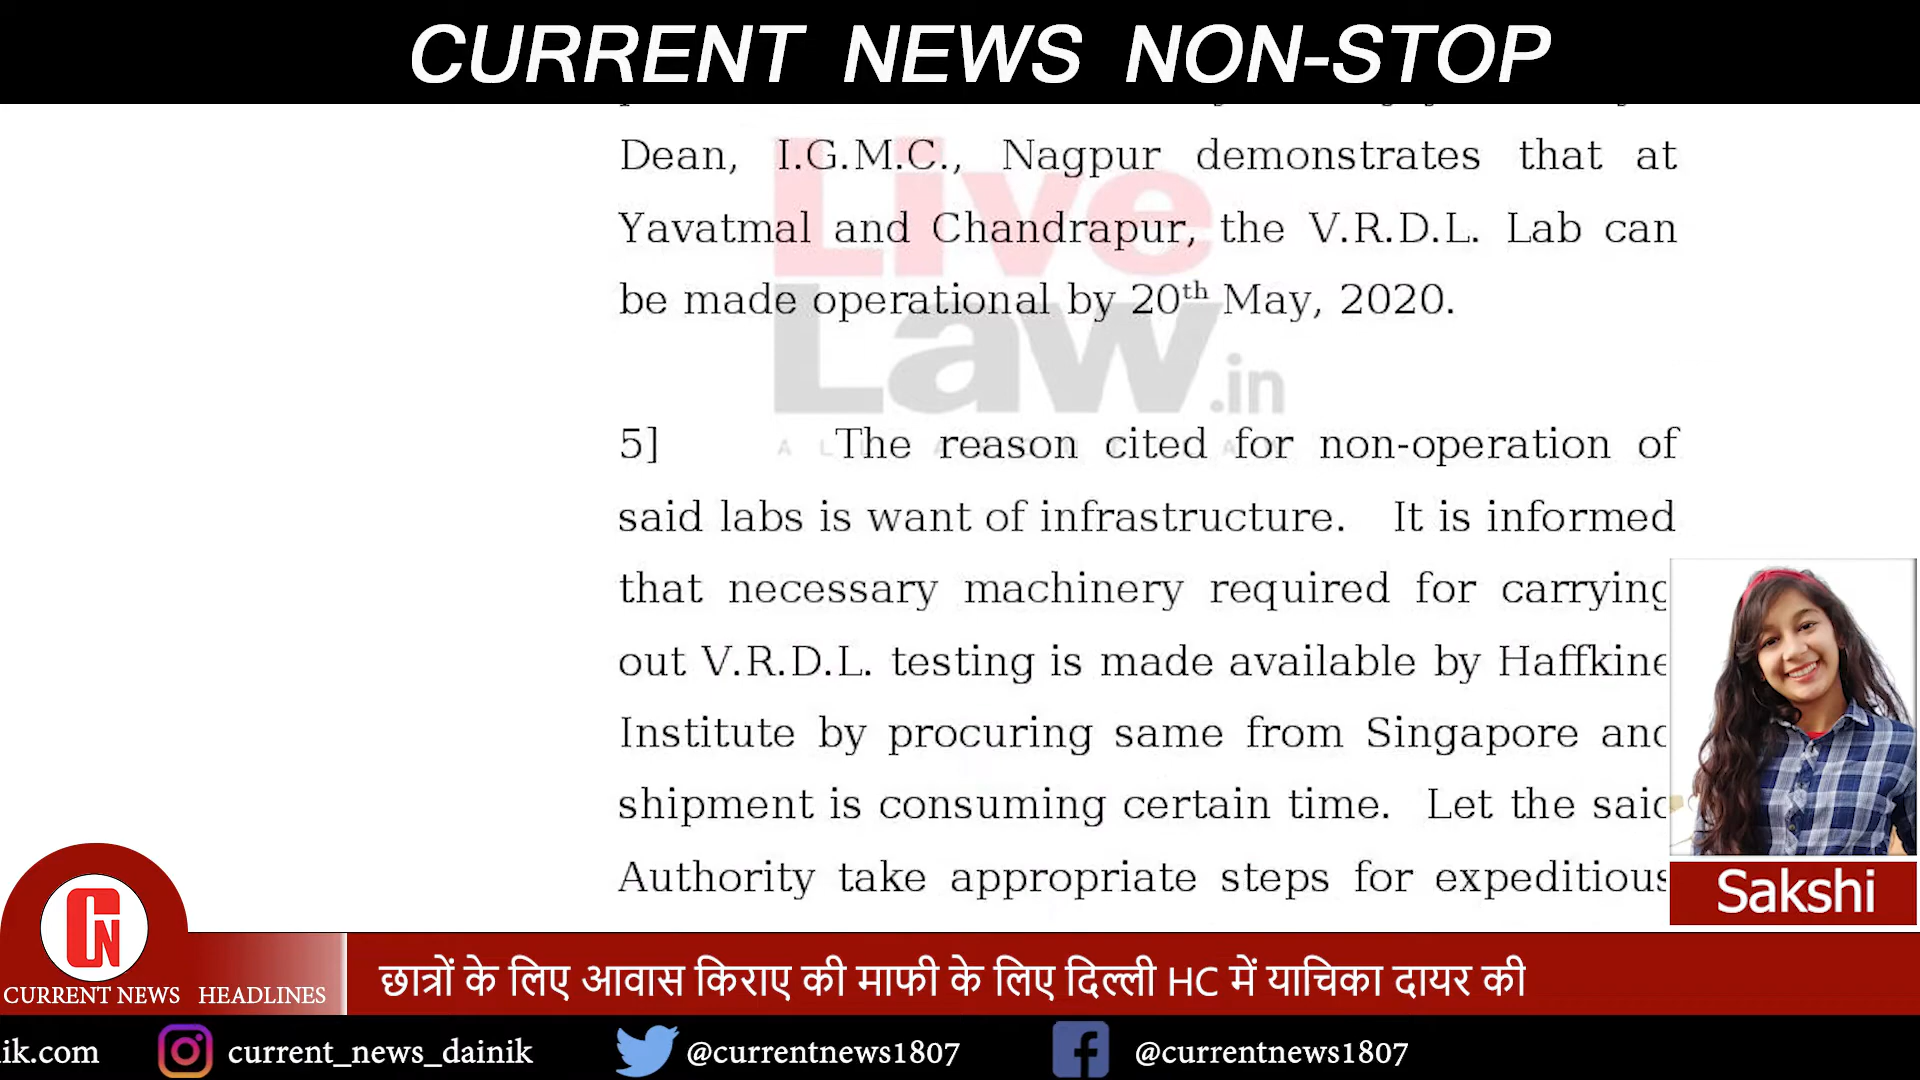 CURRENT NEWS NON-STOP
Dean, I.G.M.C., Nagpur demonstrates that at
Yavatmal and Chandrapur, the V.R.D.L. Lab can
be made operational by 20th May, 2020.
Live
Law.in
5] The reason cited for non-operation of
said labs is want of infrastructure. It is informed
that necessary machinery required for carrying
out V.R.D.L. testing is made available by Haffkine
Institute by procuring same from Singapore and
shipment is consuming certain time. Let the said
Authority take appropriate steps for expeditious
Sakshi
CN
CURRENT NEWS HEADLINES
छात्रों के लिए आवास किराए की माफी के लिए दिल्ली HC में याचिका दायर की
ik.com current_news_dainik @currentnews1807 @currentnews1807